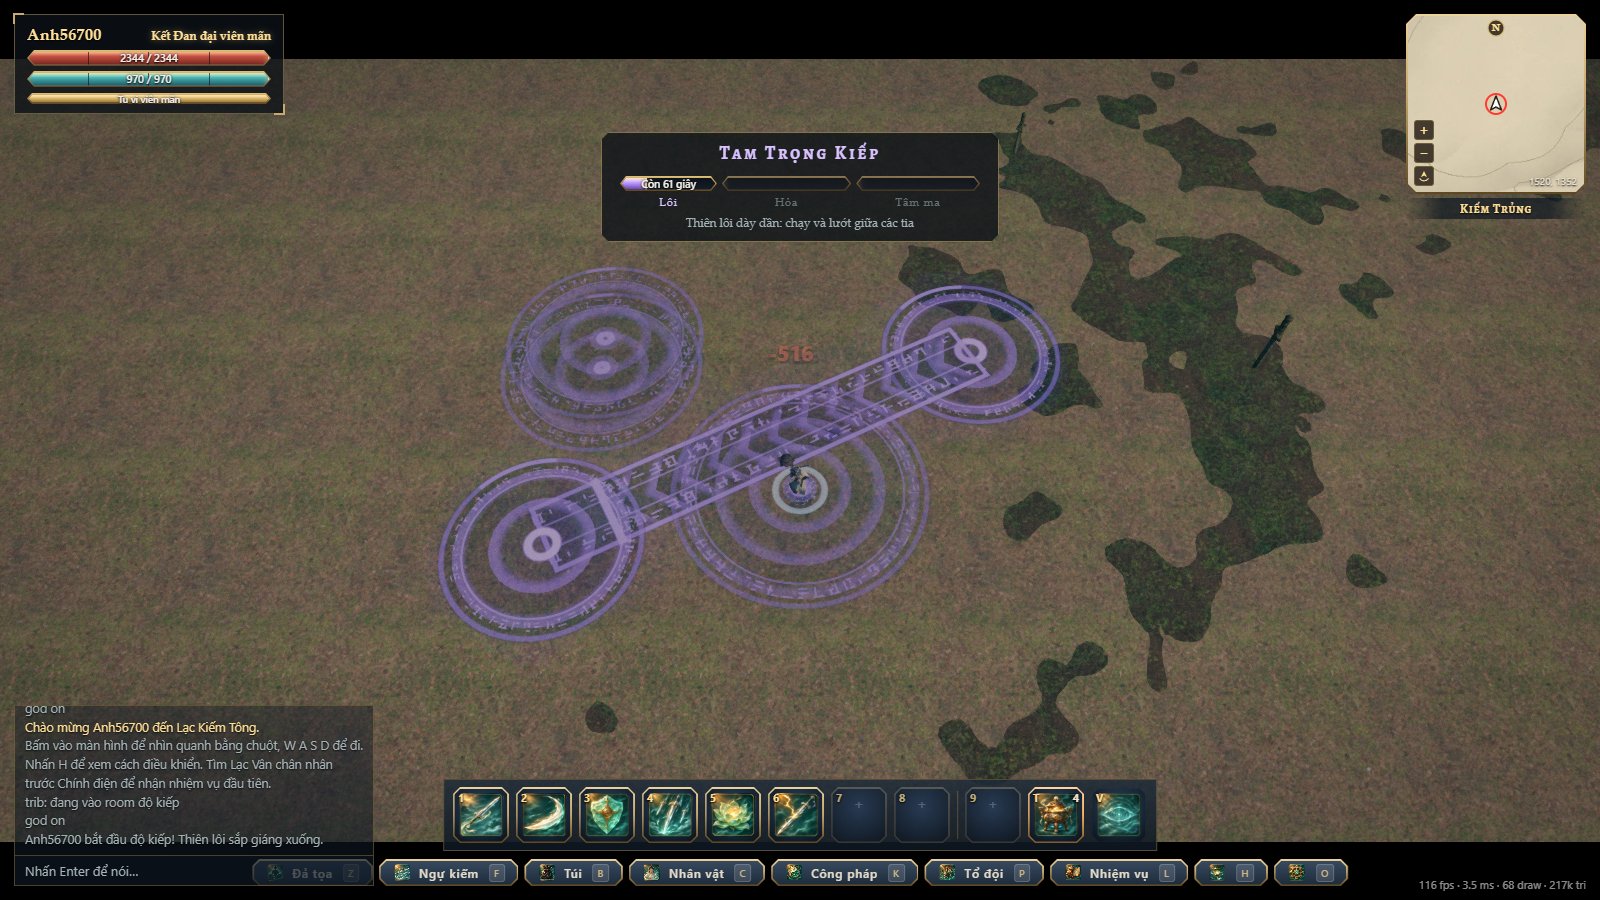 Anh56700
Kết Đan đại viên mãn
2344 / 2344
970 / 970
Tu vi viên mãn
Tam Trọng Kiếp
Còn 61 giây
Lôi
Hỏa
Tâm ma
Thiên lôi dày dần: chạy và lướt giữa các tia
N
+
−
1520, 1352
Kiếm Trủng
-516
god on
Chào mừng Anh56700 đến Lạc Kiếm Tông.
Bấm vào màn hình để nhìn quanh bằng chuột, W A S D để đi.
Nhấn H để xem cách điều khiển. Tìm Lạc Vân chân nhân
trước Chính điện để nhận nhiệm vụ đầu tiên.
trib: đang vào room độ kiếp
god on
Anh56700 bắt đầu độ kiếp! Thiên lôi sắp giáng xuống.
Nhấn Enter để nói...
1
2
3
4
5
6
7 +
8 +
9 +
T 4
V
Đả tọa Z
Ngự kiếm F
Túi B
Nhân vật C
Công pháp K
Tổ đội P
Nhiệm vụ L
H
O
116 fps · 3.5 ms · 68 draw · 217k tri